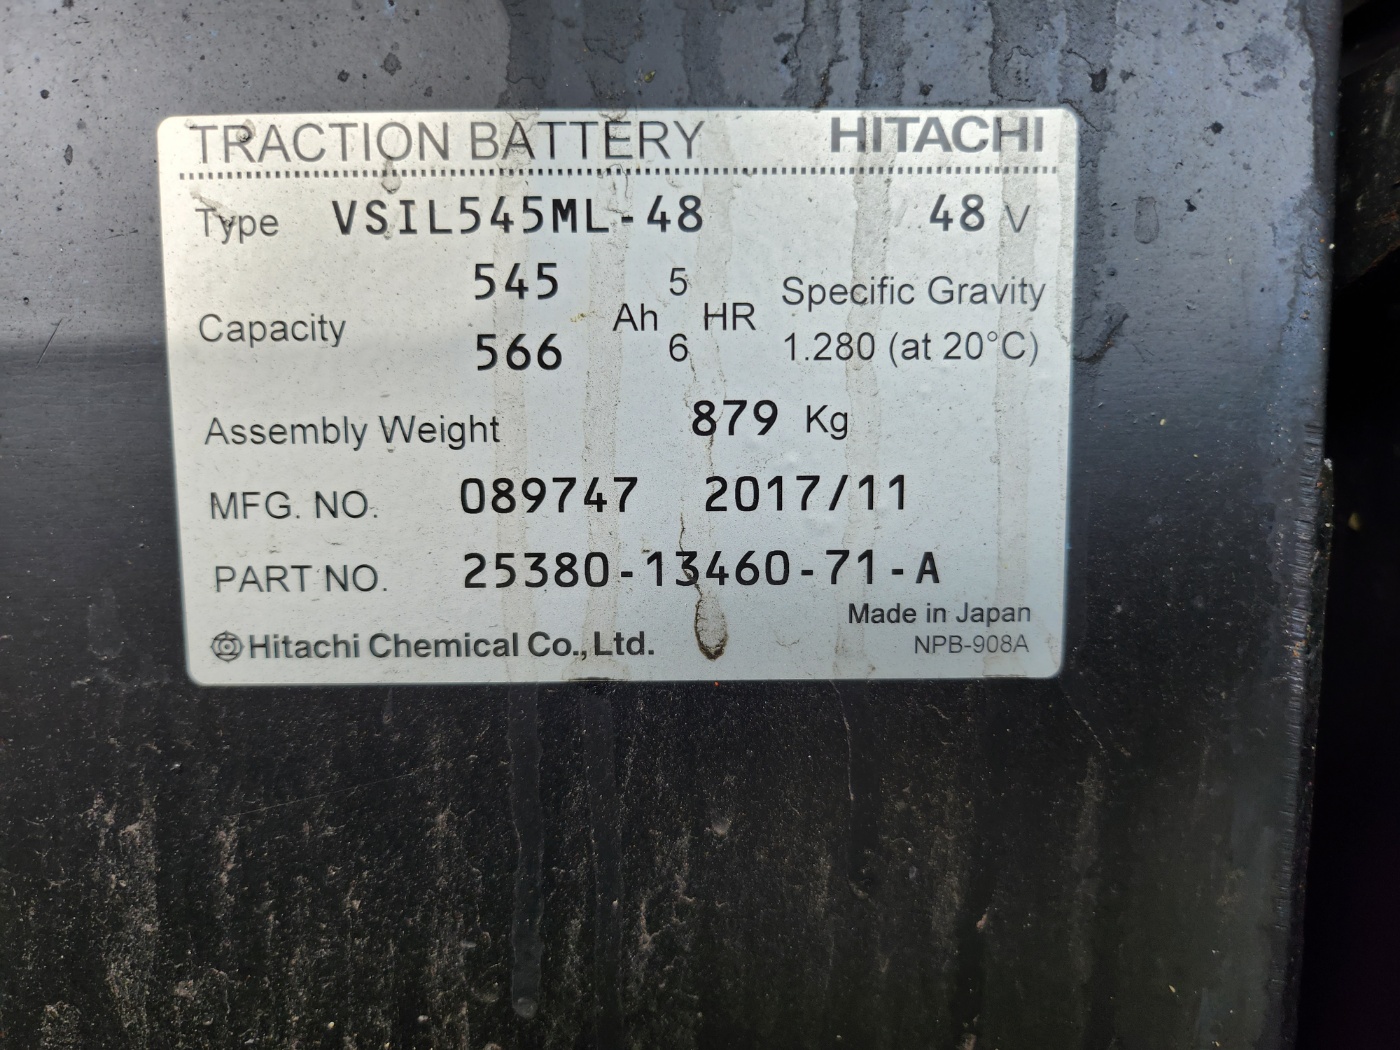 TRACTION BATTERY HITACHI
Type VSIL545ML-48 48 V
545 5
Capacity Ah HR Specific Gravity
566 6 1.280 (at 20°C)
Assembly Weight 879 Kg
MFG. NO. 089747 2017/11
PART NO. 25380-13460-71-A
Made in Japan
Hitachi Chemical Co., Ltd. NPB-908A